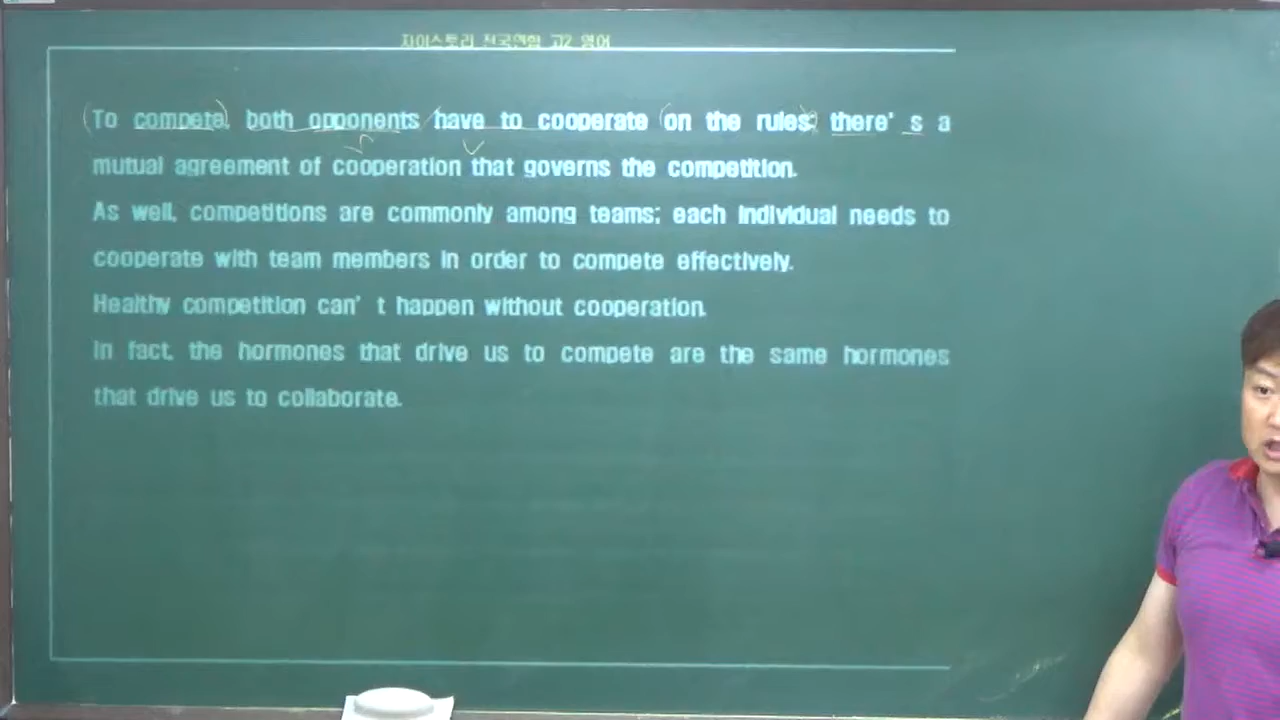 자이스토리 전국연합 고2 영어
To compete, both opponents have to cooperate on the rules; there's a
mutual agreement of cooperation that governs the competition.
As well, competitions are commonly among teams; each individual needs to
cooperate with team members in order to compete effectively.
Healthy competition can't happen without cooperation.
In fact, the hormones that drive us to compete are the same hormones
that drive us to collaborate.